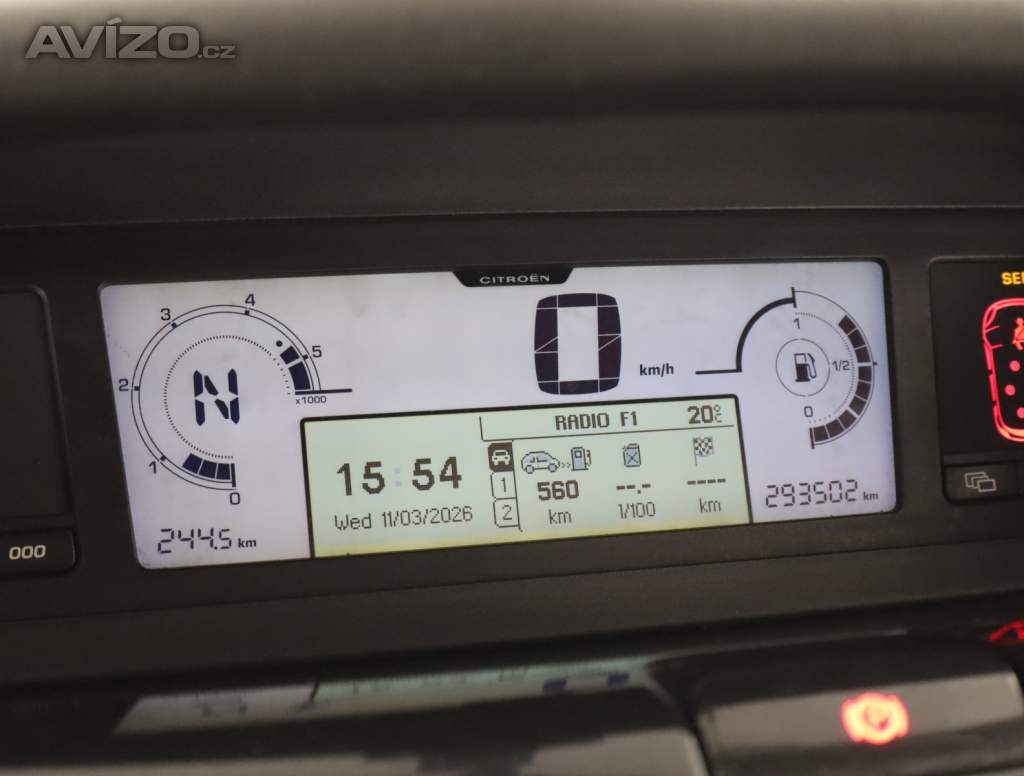 AVÍZO.cz
CITROËN
3
4
2
5
N
x1000
1
0
244.5 km
0 km/h
RADIO F1 20°C
15:54
Wed 11/03/2026
1
2
560
km
--.-
1/100
----
km
1
1/2
0
293502 km
000